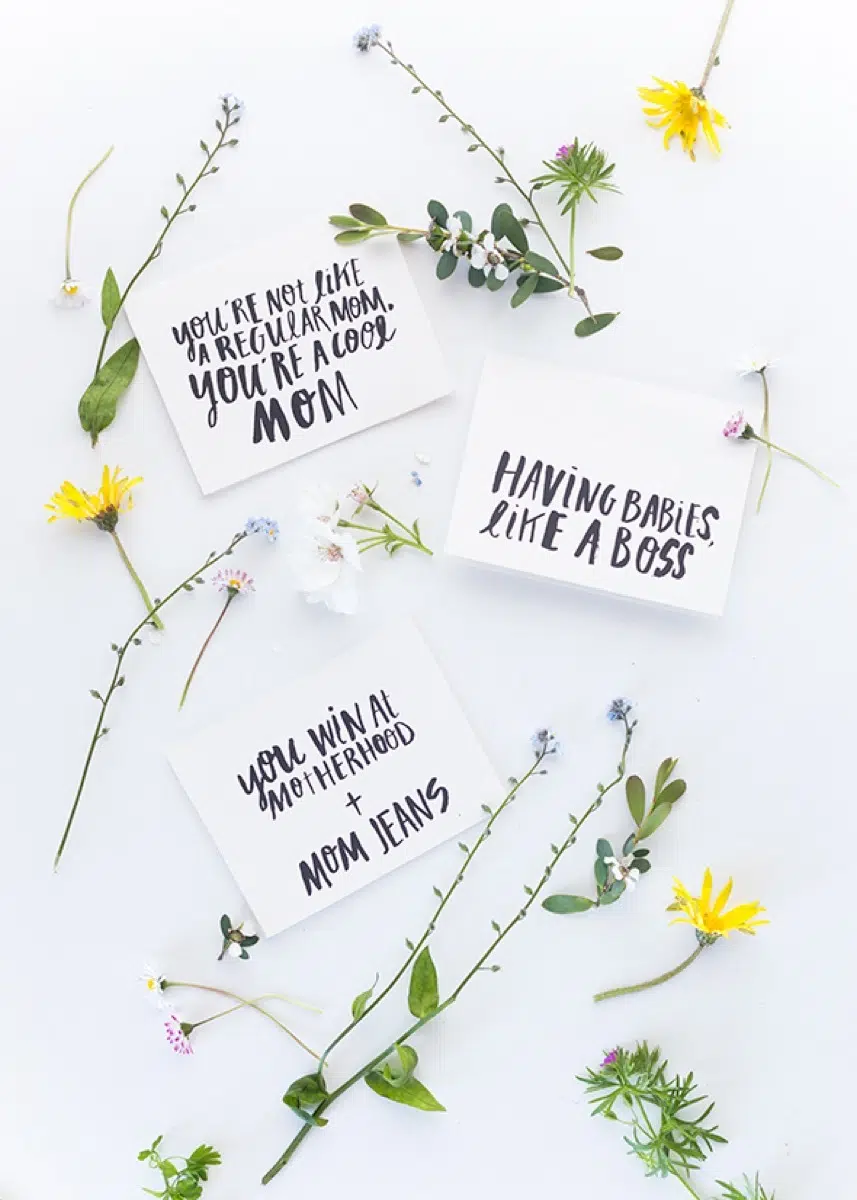 YOU'RE NOT LIKE
A REGULAR MOM.
YOU'RE A COOL
MOM
HAVING BABIES,
LIKE A BOSS
YOU WIN AT
MOTHERHOOD
+
MOM JEANS